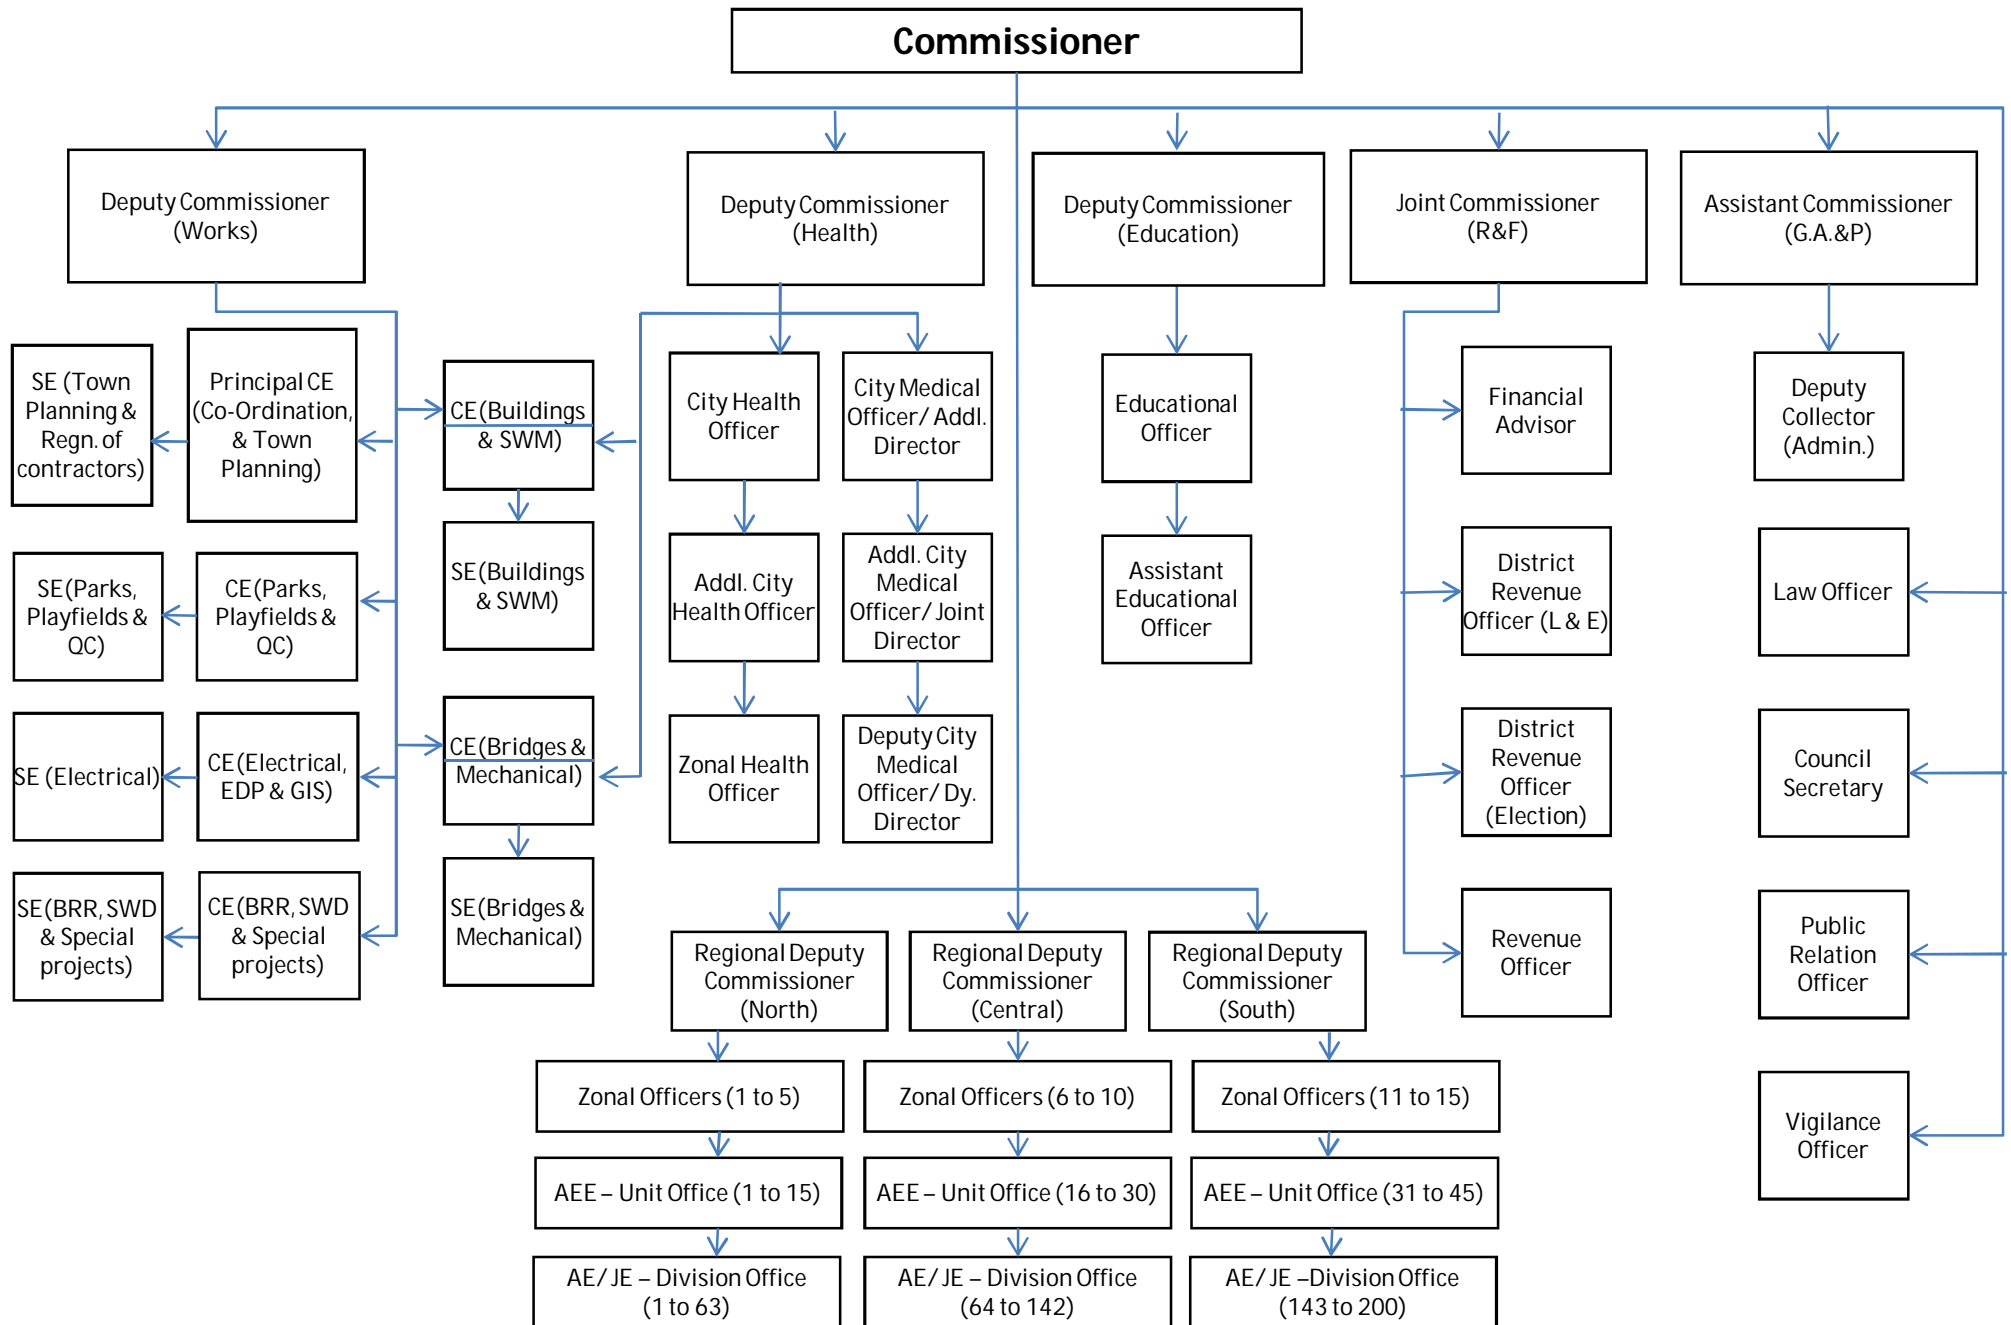 Commissioner
Deputy Commissioner
(Works)
Deputy Commissioner
(Health)
Deputy Commissioner
(Education)
Joint Commissioner
(R&F)
Assistant Commissioner
(G.A.&P)
SE (Town
Planning &
Regn. of
contractors)
Principal CE
(Co-Ordination,
& Town
Planning)
CE(Buildings
& SWM)
City Health
Officer
City Medical
Officer/ Addl.
Director
Educational
Officer
Financial
Advisor
Deputy
Collector
(Admin.)
SE(Parks,
Playfields &
QC)
CE(Parks,
Playfields &
QC)
SE(Buildings
& SWM)
Addl. City
Health Officer
Addl. City
Medical
Officer/ Joint
Director
Assistant
Educational
Officer
District
Revenue
Officer (L & E)
Law Officer
SE (Electrical)
CE(Electrical,
EDP & GIS)
CE(Bridges &
Mechanical)
Zonal Health
Officer
Deputy City
Medical
Officer/ Dy.
Director
District
Revenue
Officer
(Election)
Council
Secretary
SE(BRR, SWD
& Special
projects)
CE(BRR, SWD
& Special
projects)
SE(Bridges &
Mechanical)
Regional Deputy
Commissioner
(North)
Regional Deputy
Commissioner
(Central)
Regional Deputy
Commissioner
(South)
Revenue
Officer
Public
Relation
Officer
Zonal Officers (1 to 5)
Zonal Officers (6 to 10)
Zonal Officers (11 to 15)
Vigilance
Officer
AEE – Unit Office (1 to 15)
AEE – Unit Office (16 to 30)
AEE – Unit Office (31 to 45)
AE/ JE – Division Office
(1 to 63)
AE/ JE – Division Office
(64 to 142)
AE/ JE –Division Office
(143 to 200)